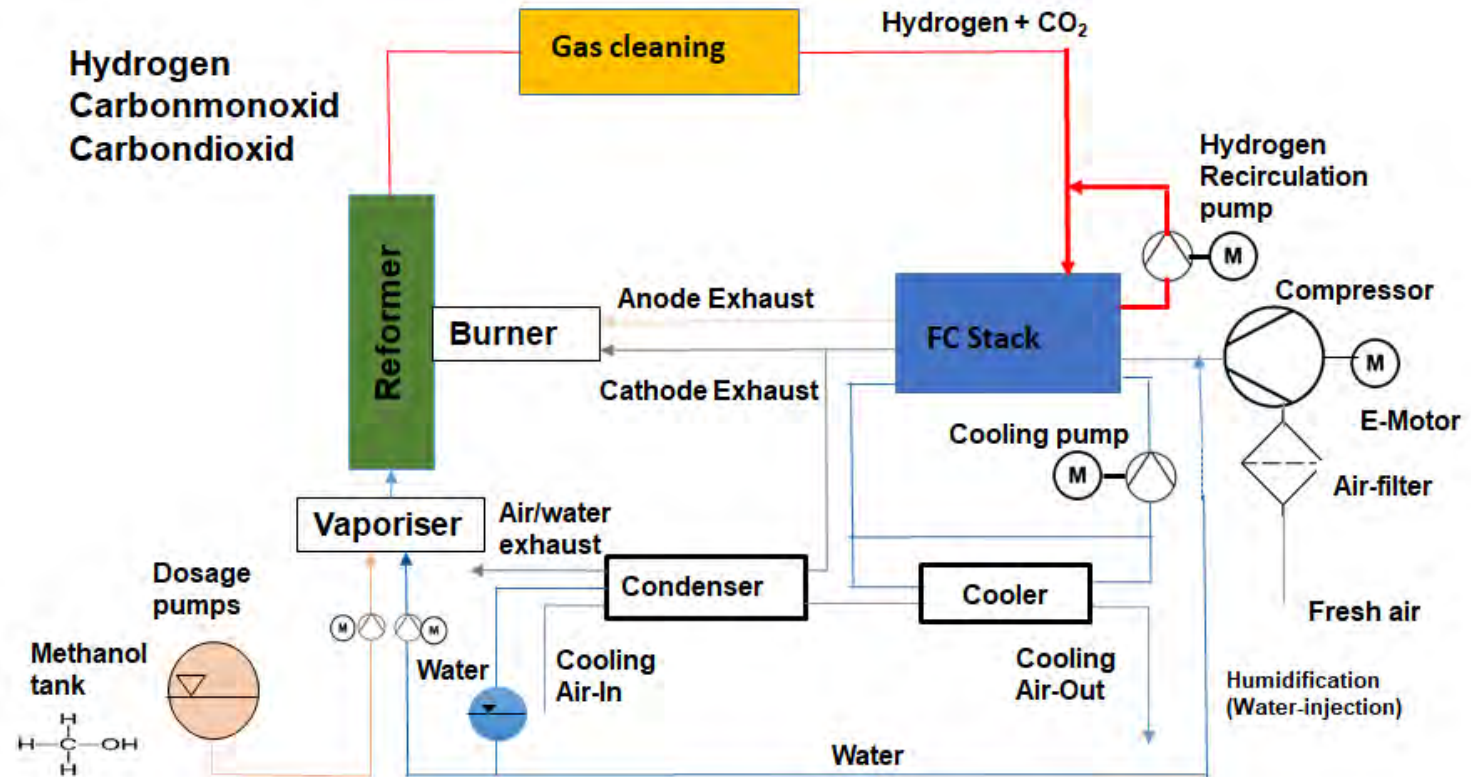 Gas cleaning
Hydrogen + CO₂
Hydrogen
Carbonmonoxid
Carbondioxid
Hydrogen
Recirculation
pump
M
Reformer
Burner
Anode Exhaust
Cathode Exhaust
FC Stack
Compressor
M
E-Motor
Cooling pump
M
Air-filter
Vaporiser
Air/water
exhaust
Condenser
Cooler
Fresh air
Dosage
pumps
M
M
Methanol
tank
Water
Cooling
Air-In
Cooling
Air-Out
Humidification
(Water-injection)
H
H—C—OH
H
Water